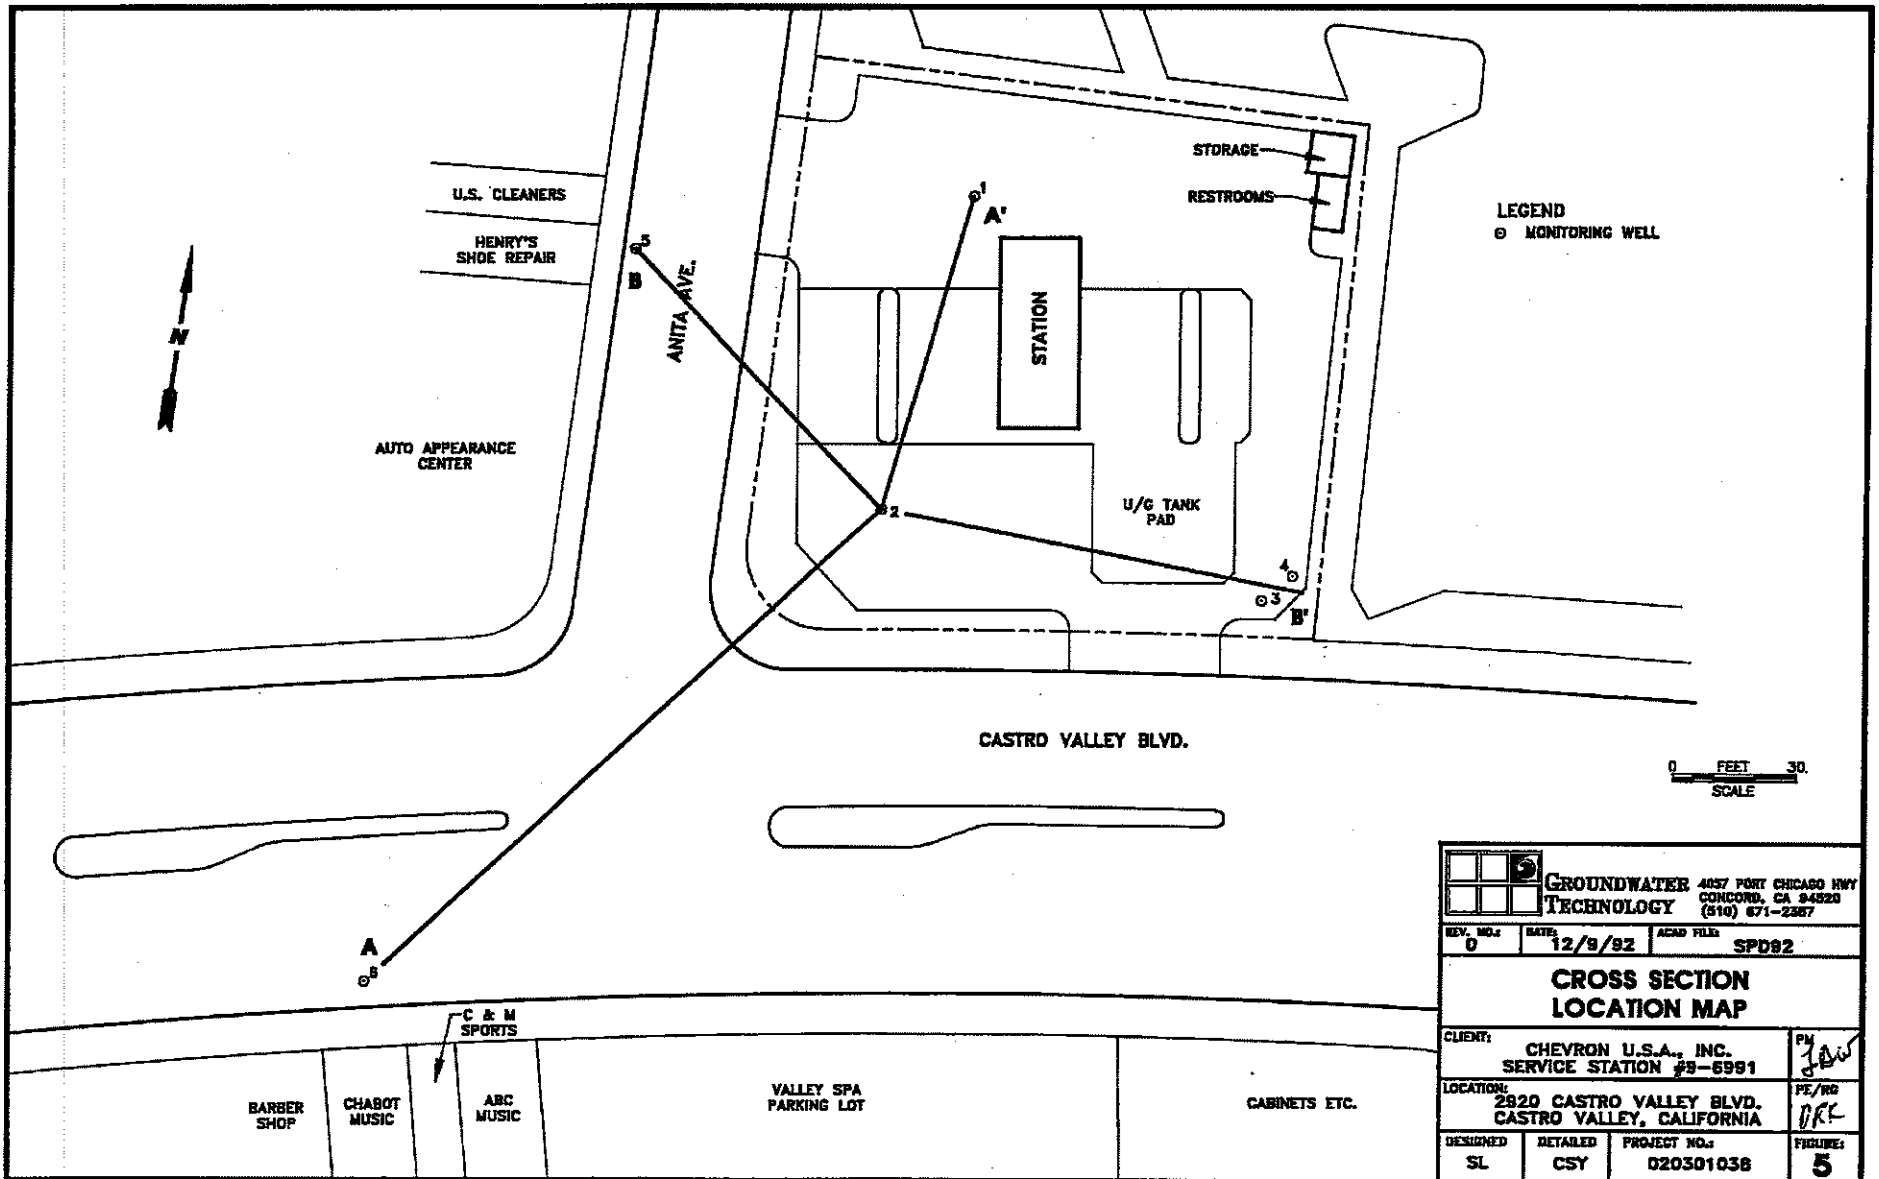 STORAGE
RESTROOMS
1
A'
LEGEND
MONITORING WELL
U.S. CLEANERS
HENRY'S
SHOE REPAIR
5
B
ANITA AVE.
STATION
N
AUTO APPEARANCE
CENTER
2
U/G TANK
PAD
4
3
B'
CASTRO VALLEY BLVD.
0 FEET 30
SCALE
A
6
C & M
SPORTS
BARBER
SHOP
CHABOT
MUSIC
ABC
MUSIC
VALLEY SPA
PARKING LOT
CABINETS ETC.
GROUNDWATER
TECHNOLOGY
4057 PORT CHICAGO HWY
CONCORD, CA 94520
(510) 671-2387
REV. NO.: 0
DATE: 12/9/92
ACAD FILE: SPD92
CROSS SECTION
LOCATION MAP
CLIENT:
CHEVRON U.S.A., INC.
SERVICE STATION #9-6991
PM
LOCATION:
2920 CASTRO VALLEY BLVD.
CASTRO VALLEY, CALIFORNIA
PE/RG
DESIGNED
SL
DETAILED
CSY
PROJECT NO.:
020301038
FIGURE:
5